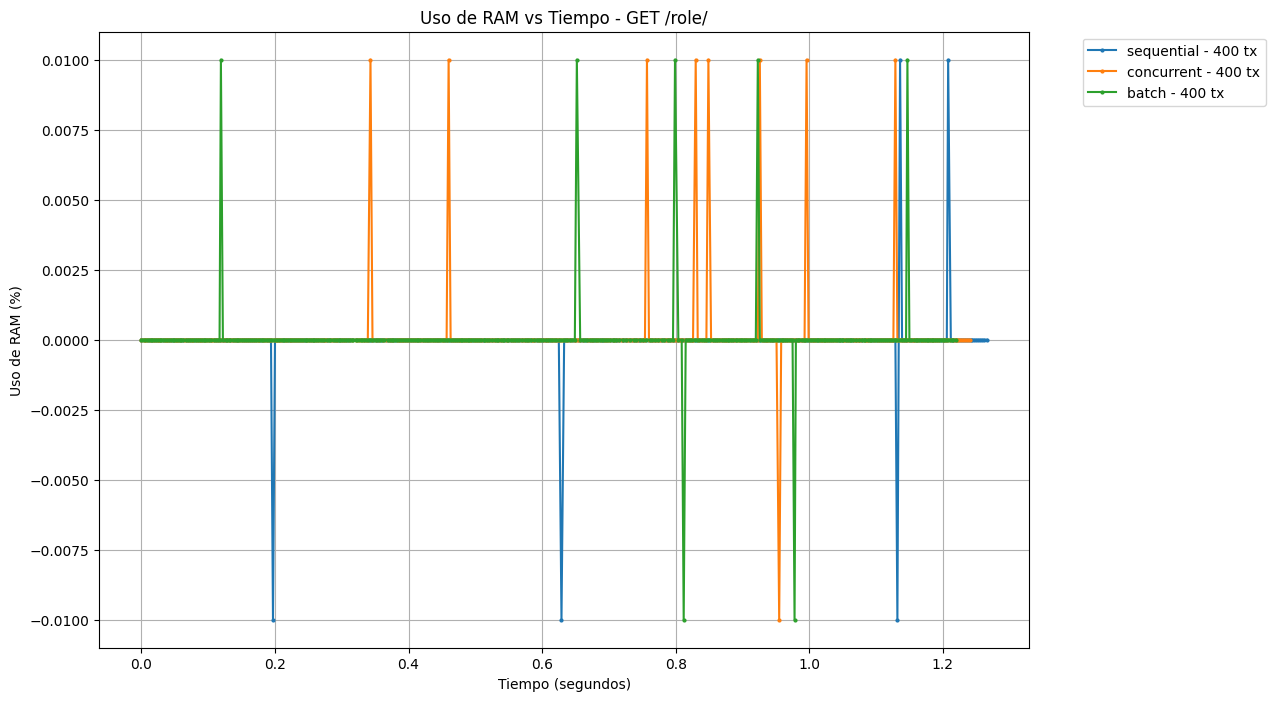 Uso de RAM vs Tiempo - GET /role/
sequential - 400 tx
concurrent - 400 tx
batch - 400 tx
Uso de RAM (%)
0.0100
0.0075
0.0050
0.0025
0.0000
−0.0025
−0.0050
−0.0075
−0.0100
0.0 0.2 0.4 0.6 0.8 1.0 1.2
Tiempo (segundos)